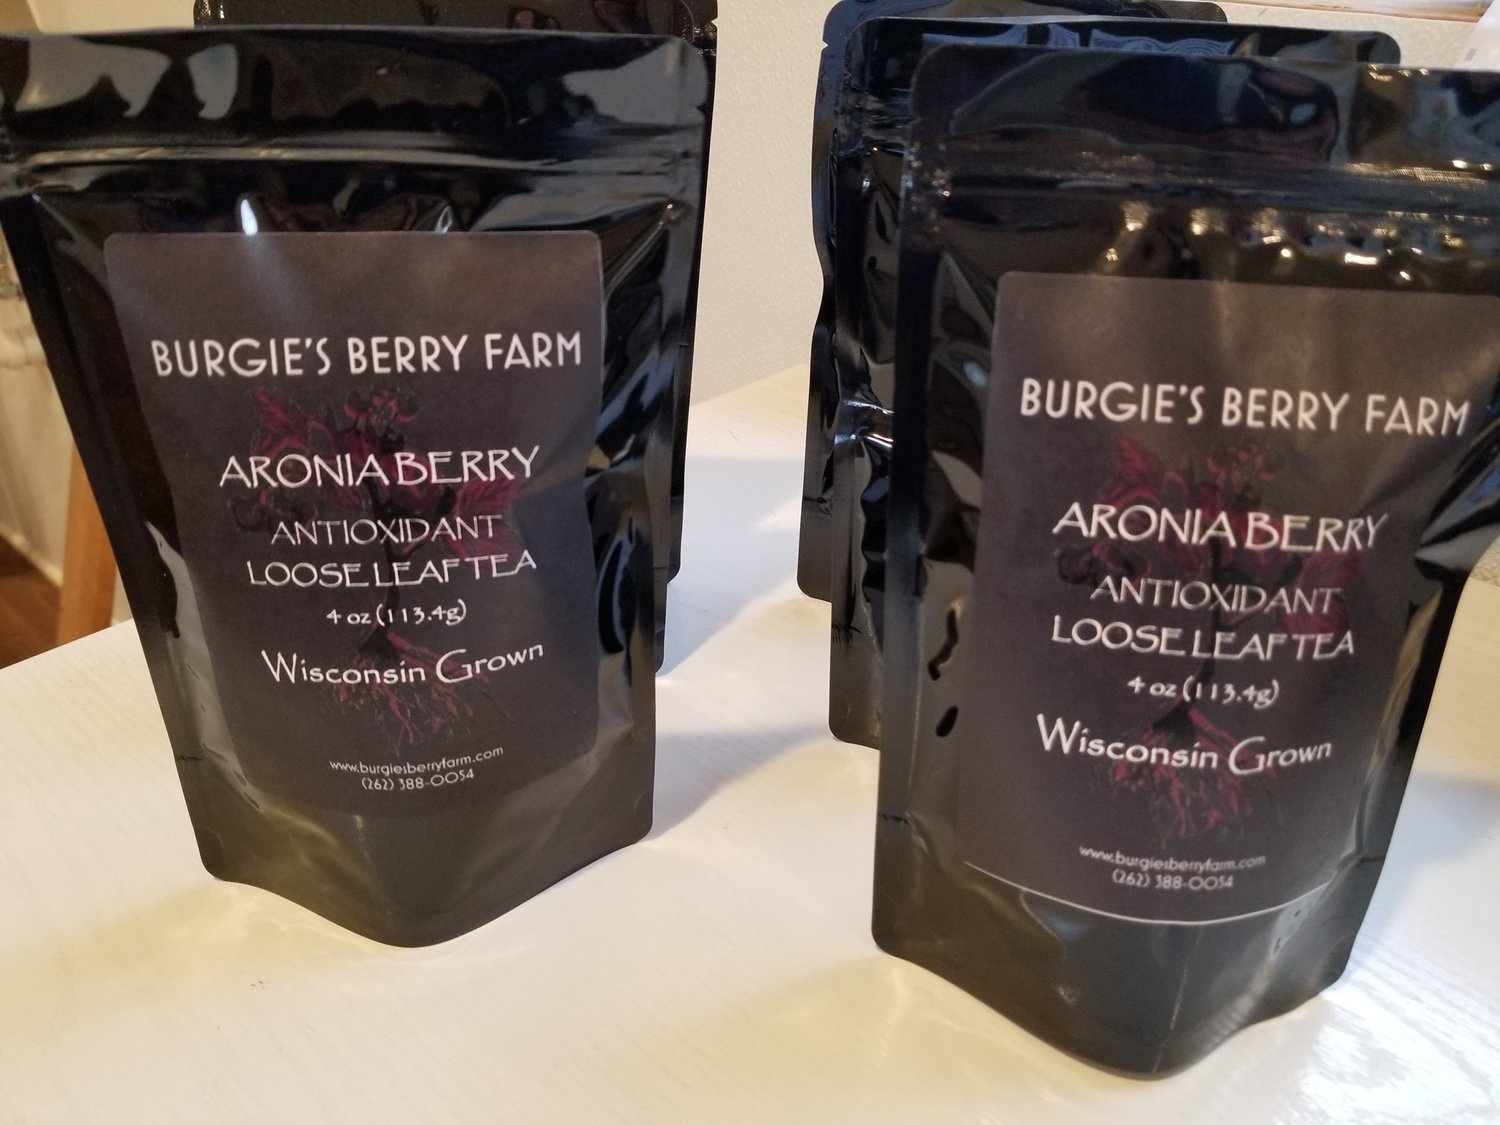 BURGIE'S BERRY FARM
ARONIA BERRY
ANTIOXIDANT
LOOSE LEAF TEA
4 oz (113.4g)
Wisconsin Grown
www.burgiesberryfarm.com
(262) 388-0054
BURGIE'S BERRY FARM
ARONIA BERRY
ANTIOXIDANT
LOOSE LEAF TEA
4 oz (113.4g)
Wisconsin Grown
www.burgiesberryfarm.com
(262) 388-0054